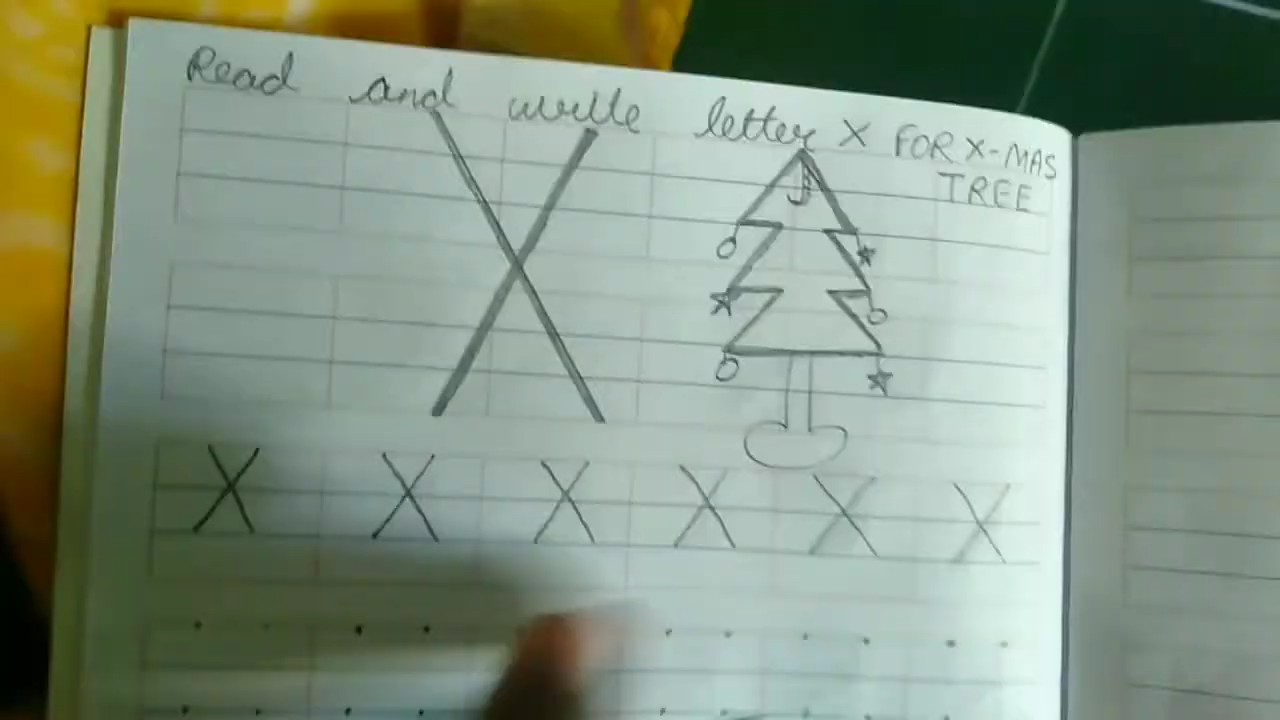 Read and write letter X FOR X-MAS
TREE
X
X X X X X X